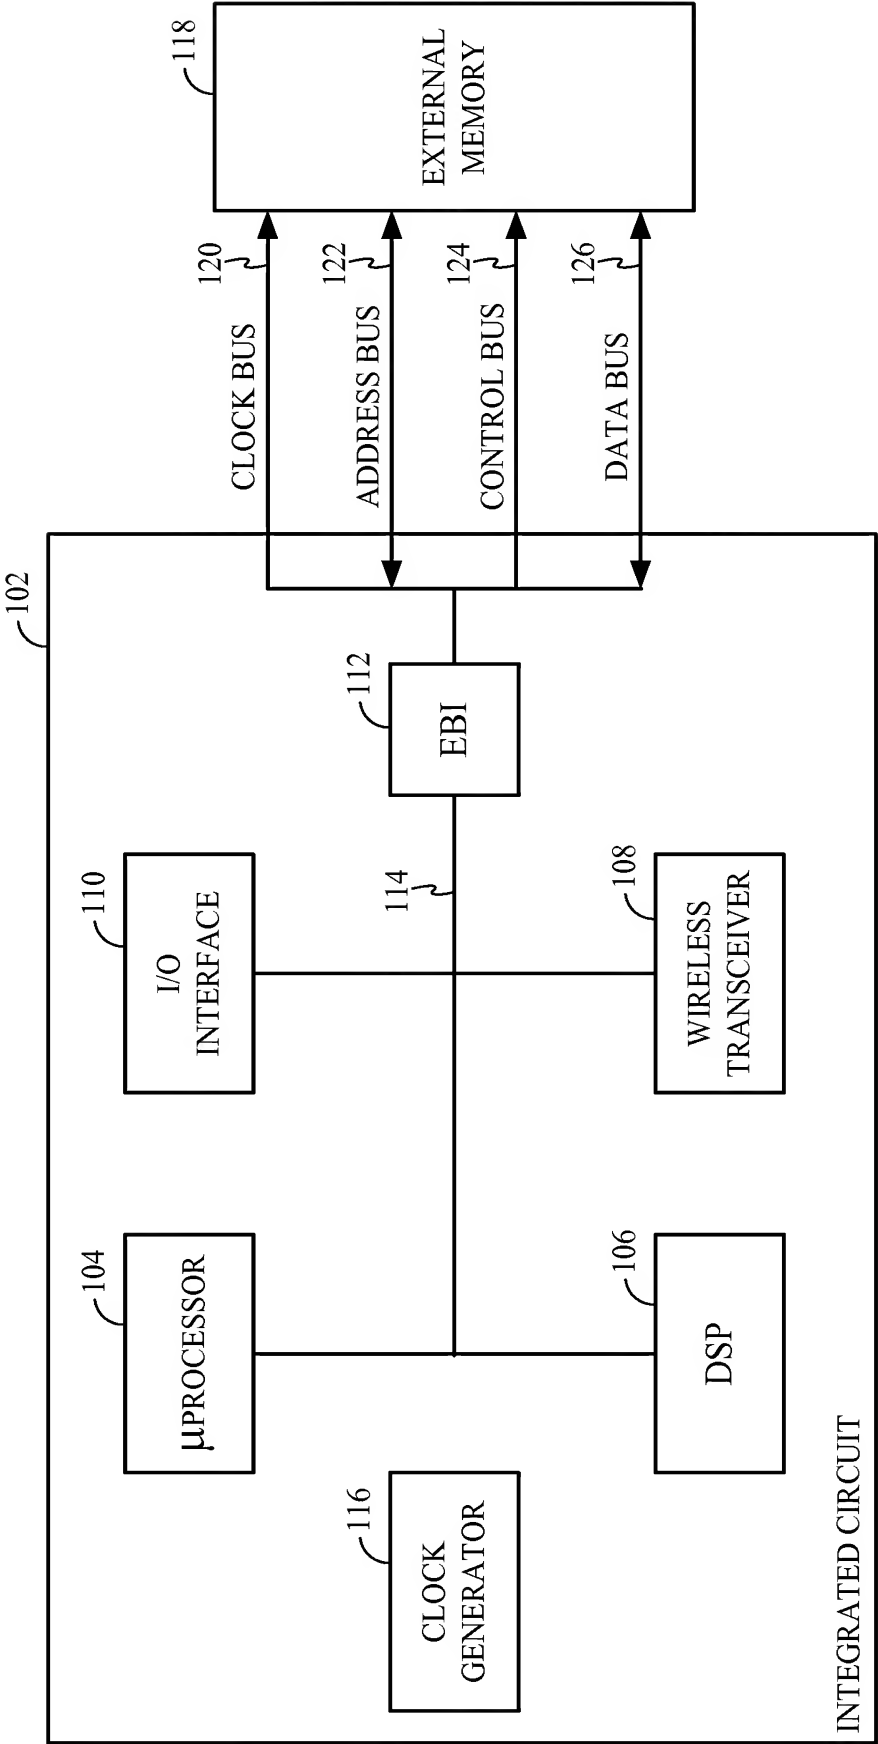 102
118
104
µPROCESSOR
110
I/O
INTERFACE
CLOCK BUS
120
116
CLOCK
GENERATOR
114
112
EBI
ADDRESS BUS
122
EXTERNAL
MEMORY
CONTROL BUS
124
106
DSP
108
WIRELESS
TRANSCEIVER
DATA BUS
126
INTEGRATED CIRCUIT